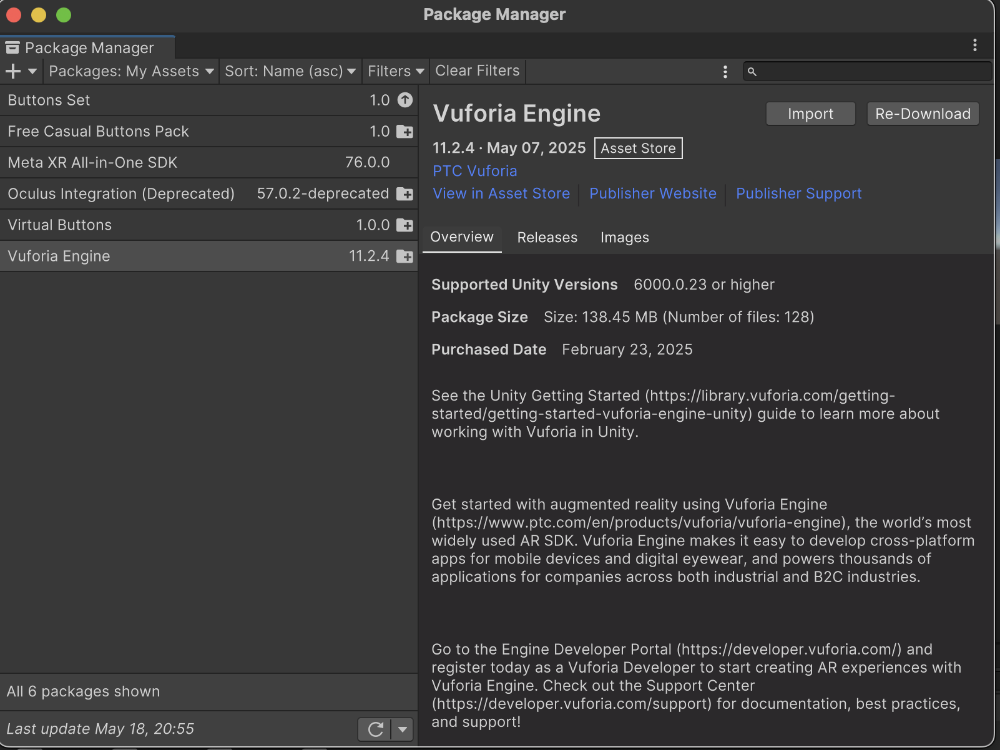 Package Manager
Package Manager
Packages: My Assets
Sort: Name (asc)
Filters
Clear Filters
Buttons Set 1.0
Free Casual Buttons Pack 1.0
Meta XR All-in-One SDK 76.0.0
Oculus Integration (Deprecated) 57.0.2-deprecated
Virtual Buttons 1.0.0
Vuforia Engine 11.2.4
All 6 packages shown
Last update May 18, 20:55
Vuforia Engine
Import
Re-Download
11.2.4 · May 07, 2025 Asset Store
PTC Vuforia
View in Asset Store
Publisher Website
Publisher Support
Overview
Releases
Images
Supported Unity Versions 6000.0.23 or higher
Package Size Size: 138.45 MB (Number of files: 128)
Purchased Date February 23, 2025
See the Unity Getting Started (https://library.vuforia.com/getting-
started/getting-started-vuforia-engine-unity) guide to learn more about
working with Vuforia in Unity.
Get started with augmented reality using Vuforia Engine
(https://www.ptc.com/en/products/vuforia/vuforia-engine), the world’s most
widely used AR SDK. Vuforia Engine makes it easy to develop cross-platform
apps for mobile devices and digital eyewear, and powers thousands of
applications for companies across both industrial and B2C industries.
Go to the Engine Developer Portal (https://developer.vuforia.com/) and
register today as a Vuforia Developer to start creating AR experiences with
Vuforia Engine. Check out the Support Center
(https://developer.vuforia.com/support) for documentation, best practices,
and support!